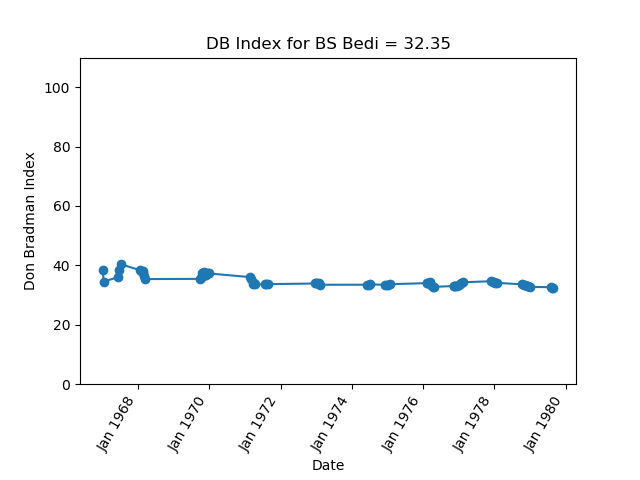 DB Index for BS Bedi = 32.35
Don Bradman Index
100
80
60
40
20
0
Jan 1968
Jan 1970
Jan 1972
Jan 1974
Jan 1976
Jan 1978
Jan 1980
Date